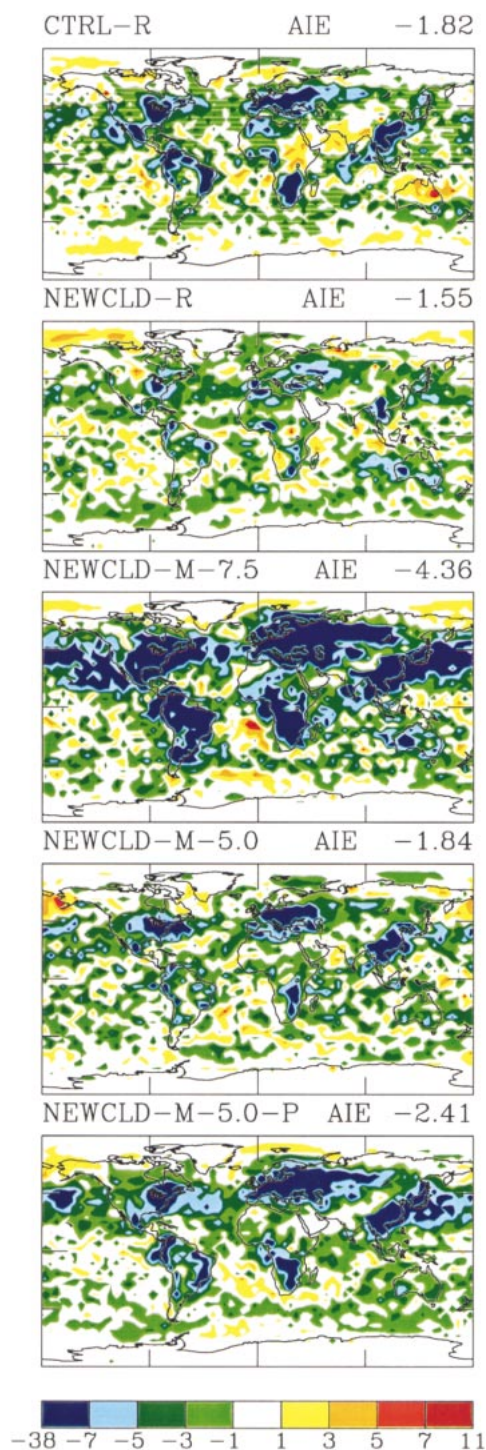 CTRL-R AIE -1.82
NEWCLD-R AIE -1.55
NEWCLD-M-7.5 AIE -4.36
NEWCLD-M-5.0 AIE -1.84
NEWCLD-M-5.0-P AIE -2.41
-38 -7 -5 -3 -1 1 3 5 7 11